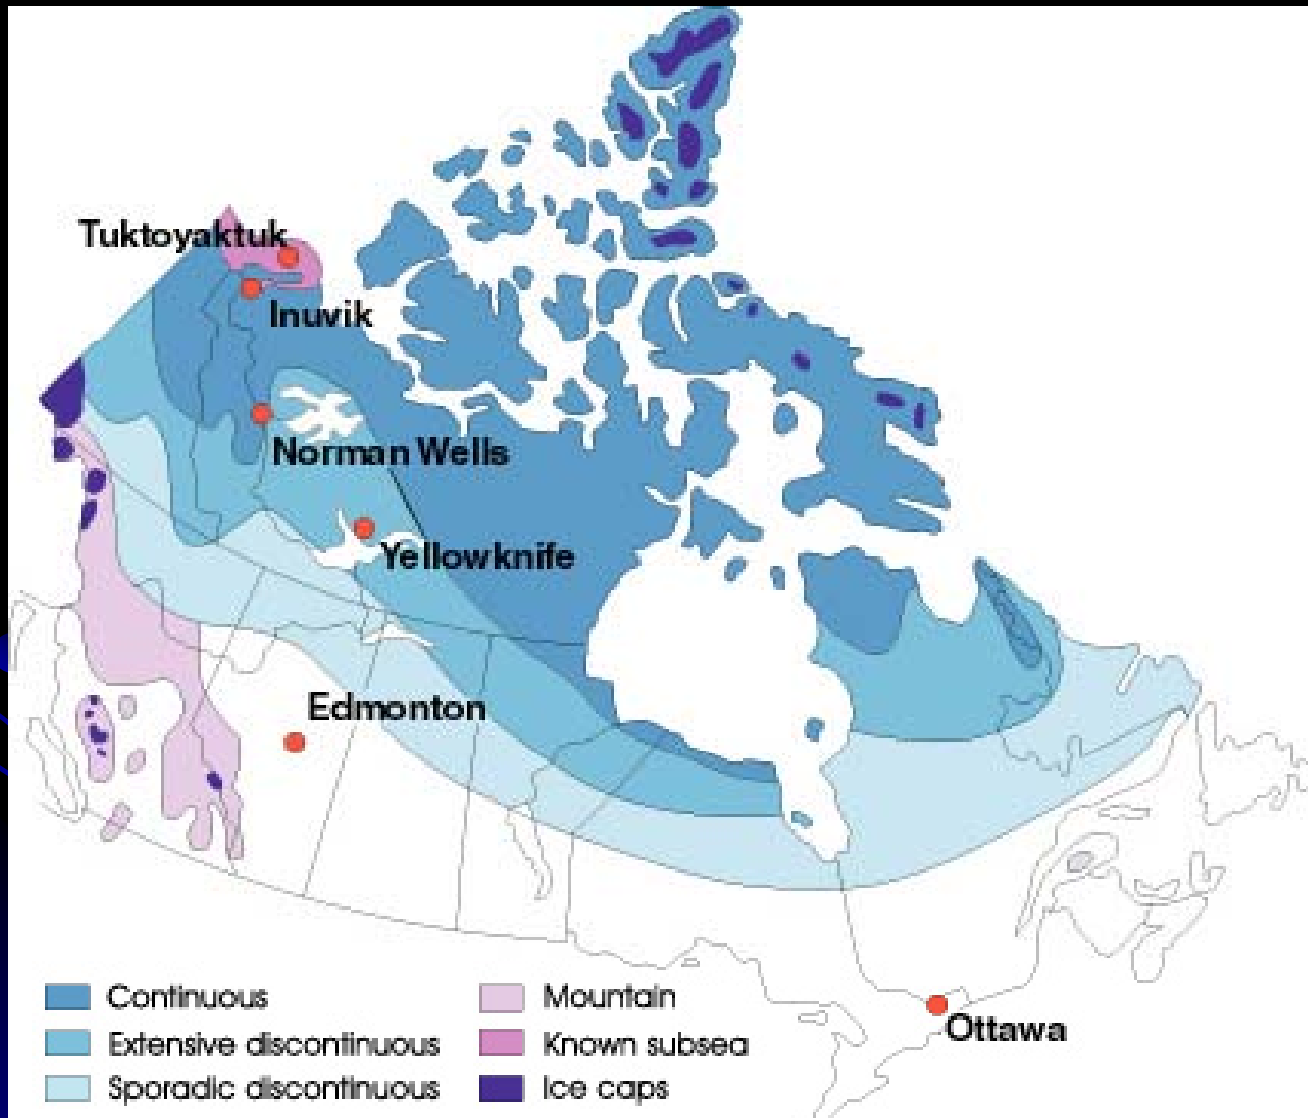 Tuktoyaktuk
Inuvik
Norman Wells
Yellowknife
Edmonton
Ottawa
Continuous
Extensive discontinuous
Sporadic discontinuous
Mountain
Known subsea
Ice caps